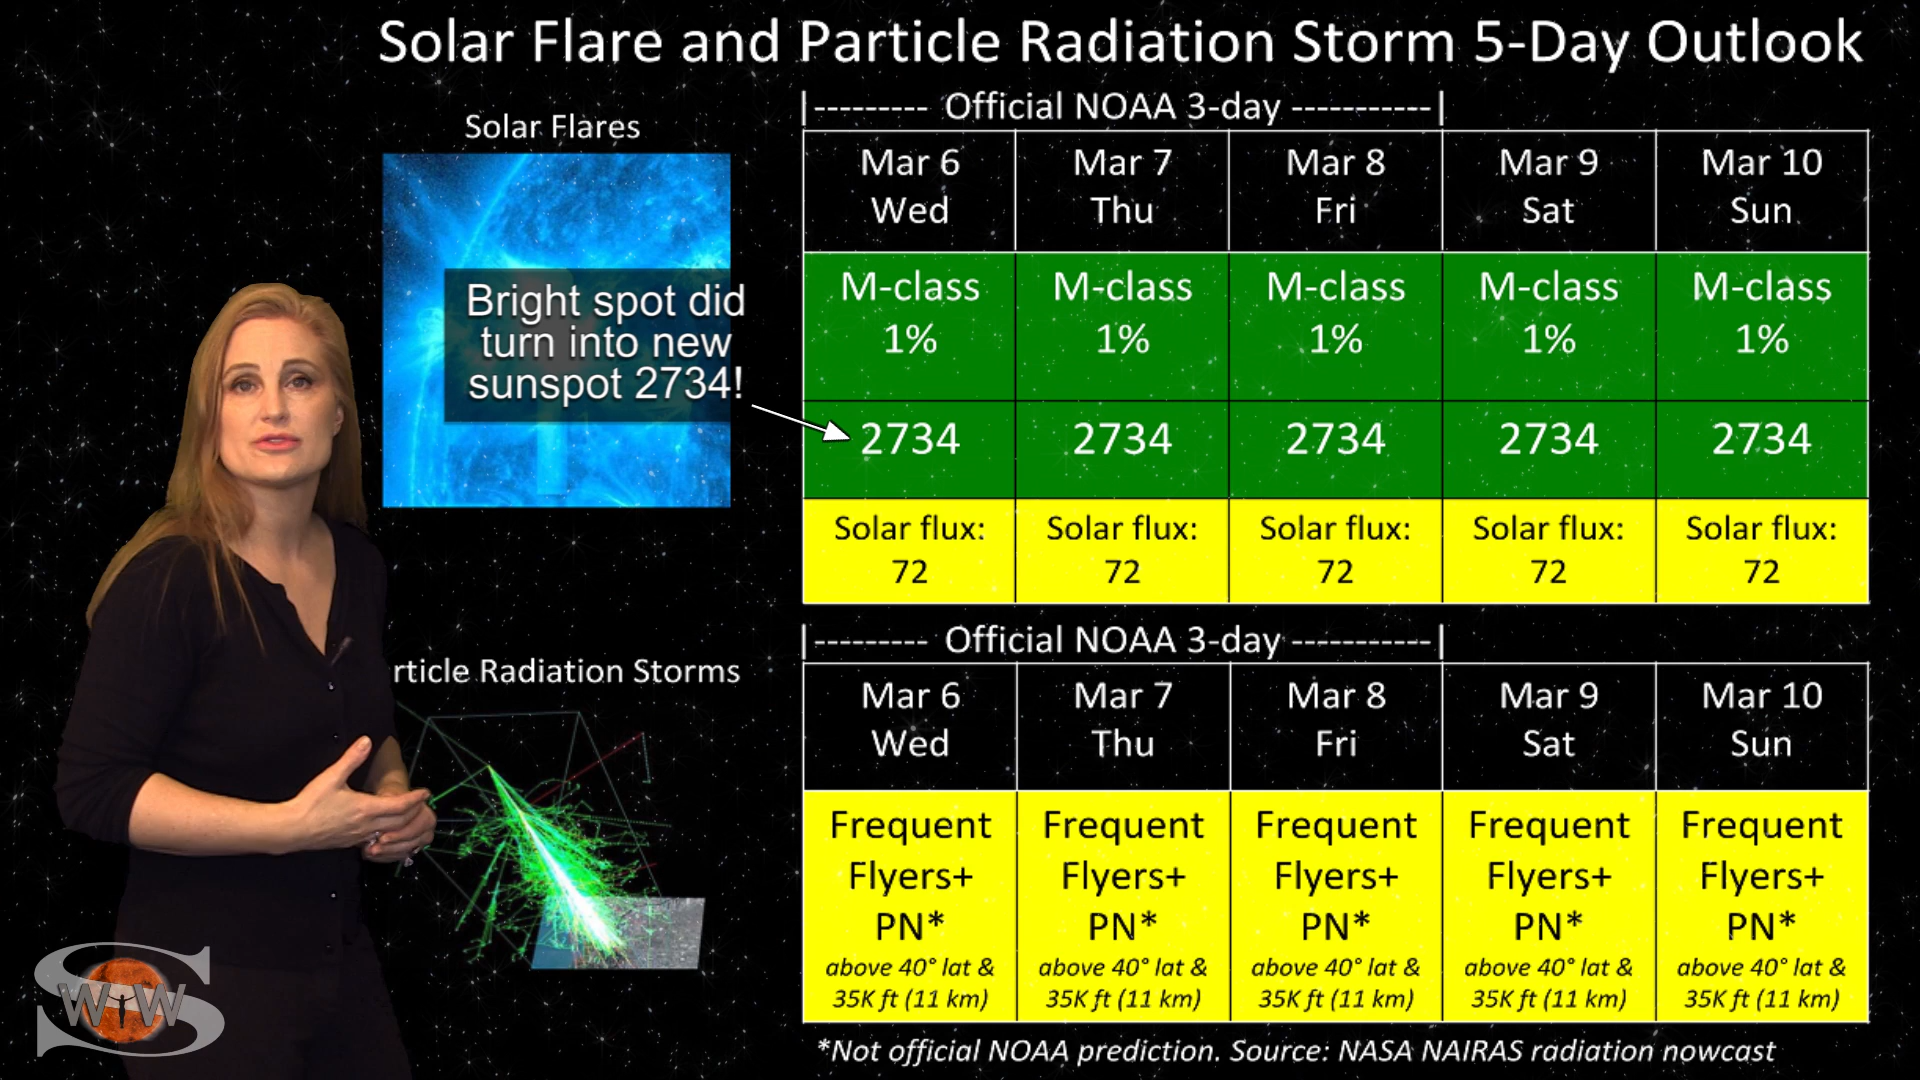 Solar Flare and Particle Radiation Storm 5-Day Outlook
Solar Flares
Bright spot did
turn into new
sunspot 2734!
|--------- Official NOAA 3-day -----------|
Mar 6 Mar 7 Mar 8 Mar 9 Mar 10
Wed Thu Fri Sat Sun
M-class M-class M-class M-class M-class
1% 1% 1% 1% 1%
2734 2734 2734 2734 2734
Solar flux: Solar flux: Solar flux: Solar flux: Solar flux:
72 72 72 72 72
rticle Radiation Storms
|--------- Official NOAA 3-day -----------|
Mar 6 Mar 7 Mar 8 Mar 9 Mar 10
Wed Thu Fri Sat Sun
Frequent Frequent Frequent Frequent Frequent
Flyers+ Flyers+ Flyers+ Flyers+ Flyers+
PN* PN* PN* PN* PN*
above 40° lat & above 40° lat & above 40° lat & above 40° lat & above 40° lat &
35K ft (11 km) 35K ft (11 km) 35K ft (11 km) 35K ft (11 km) 35K ft (11 km)
*Not official NOAA prediction. Source: NASA NAIRAS radiation nowcast
S
WTW